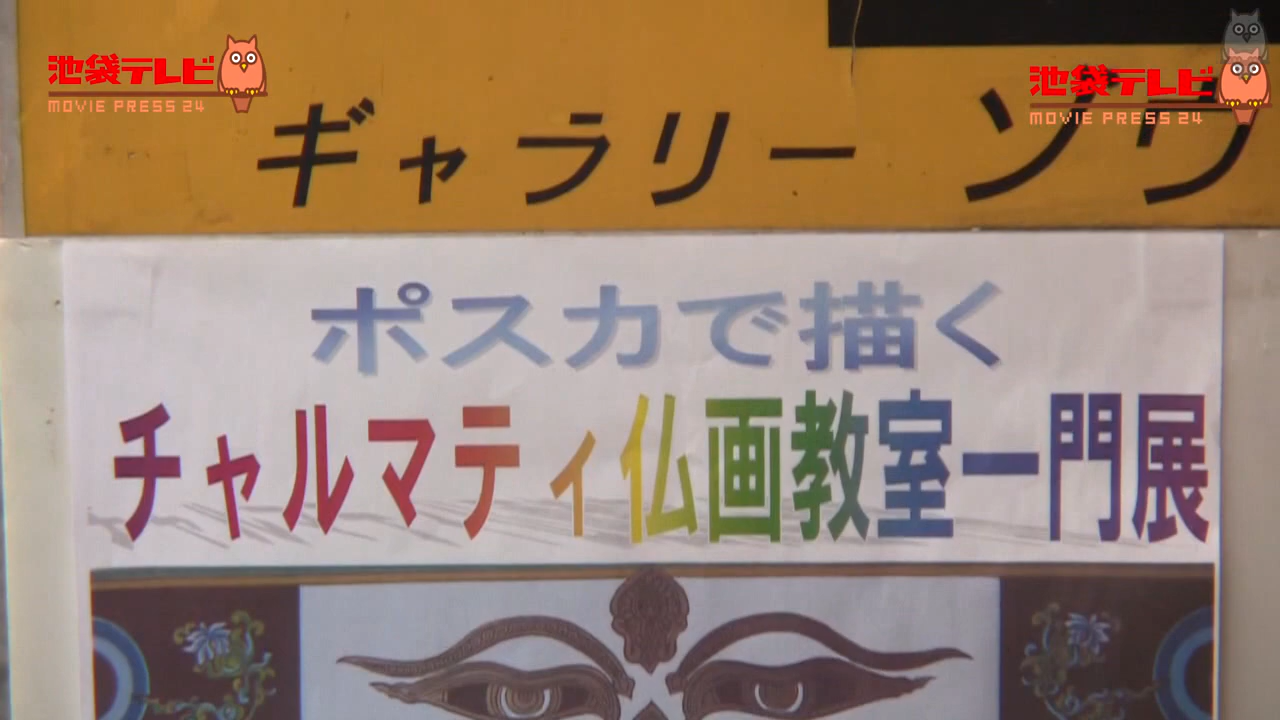 池袋テレビ
MOVIE PRESS 24
池袋テレビ
MOVIE PRESS 24
ギャラリー ソワ
ポスカで描く
チャルマティ仏画教室一門展